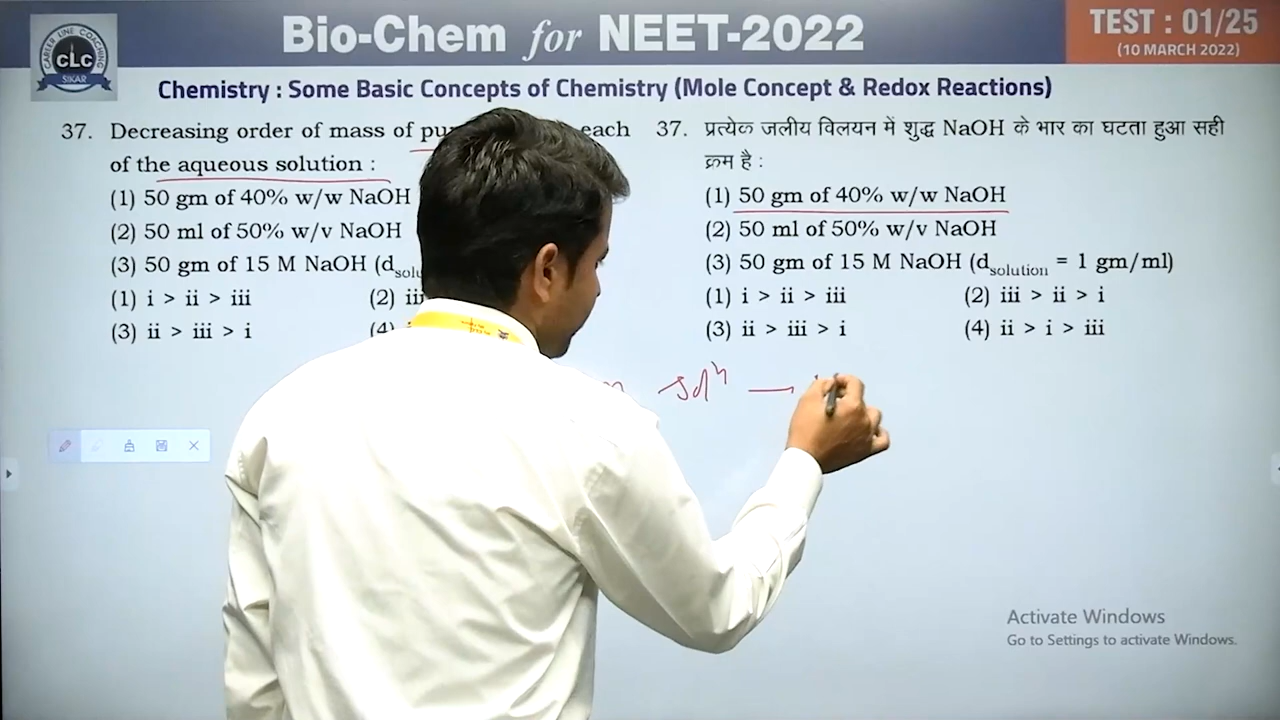 CAREER LINE COACHING
CLC
SIKAR
Bio-Chem for NEET-2022
TEST : 01/25
(10 MARCH 2022)
Chemistry : Some Basic Concepts of Chemistry (Mole Concept & Redox Reactions)
37. Decreasing order of mass of each
of the aqueous solution :
(1) 50 gm of 40% w/w NaOH
(2) 50 ml of 50% w/v NaOH
(3) 50 gm of 15 M NaOH
(1) i > ii > iii (2)
(3) ii > iii > i (4)
37. प्रत्येक जलीय विलयन में शुद्ध NaOH के भार का घटता हुआ सही
क्रम है :
(1) 50 gm of 40% w/w NaOH
(2) 50 ml of 50% w/v NaOH
(3) 50 gm of 15 M NaOH (dsolution = 1 gm/ml)
(1) i > ii > iii (2) iii > ii > i
(3) ii > iii > i (4) ii > i > iii
soln
Activate Windows
Go to Settings to activate Windows.